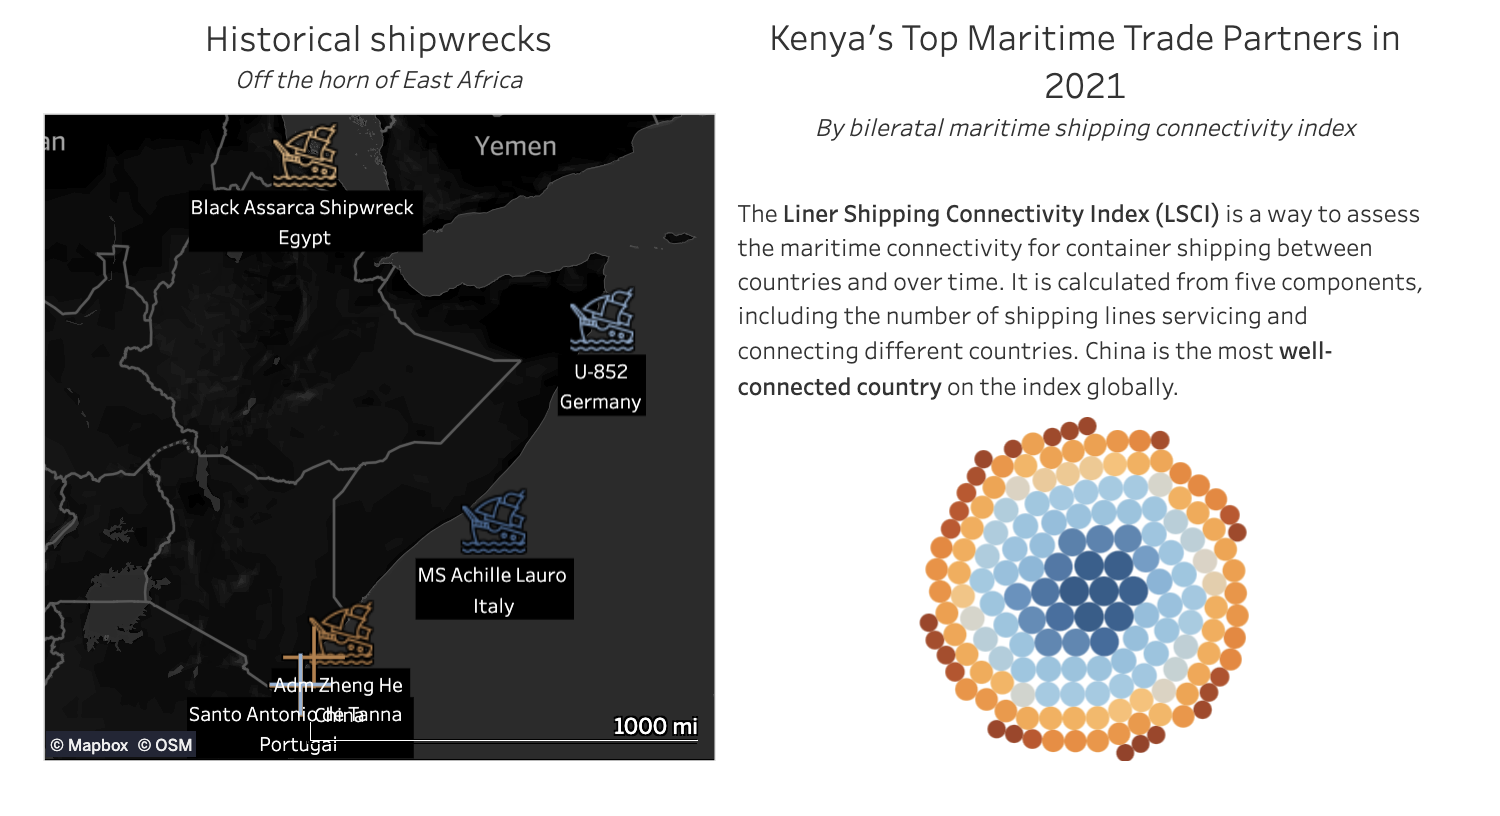 Historical shipwrecks
Off the horn of East Africa
an
Yemen
Black Assarca Shipwreck
Egypt
U-852
Germany
MS Achille Lauro
Italy
Adm Zheng He
China
Santo Antonio de Tanna
Portugal
1000 mi
© Mapbox © OSM
Kenya’s Top Maritime Trade Partners in
2021
By bileratal maritime shipping connectivity index
The Liner Shipping Connectivity Index (LSCI) is a way to assess
the maritime connectivity for container shipping between
countries and over time. It is calculated from five components,
including the number of shipping lines servicing and
connecting different countries. China is the most well-
connected country on the index globally.